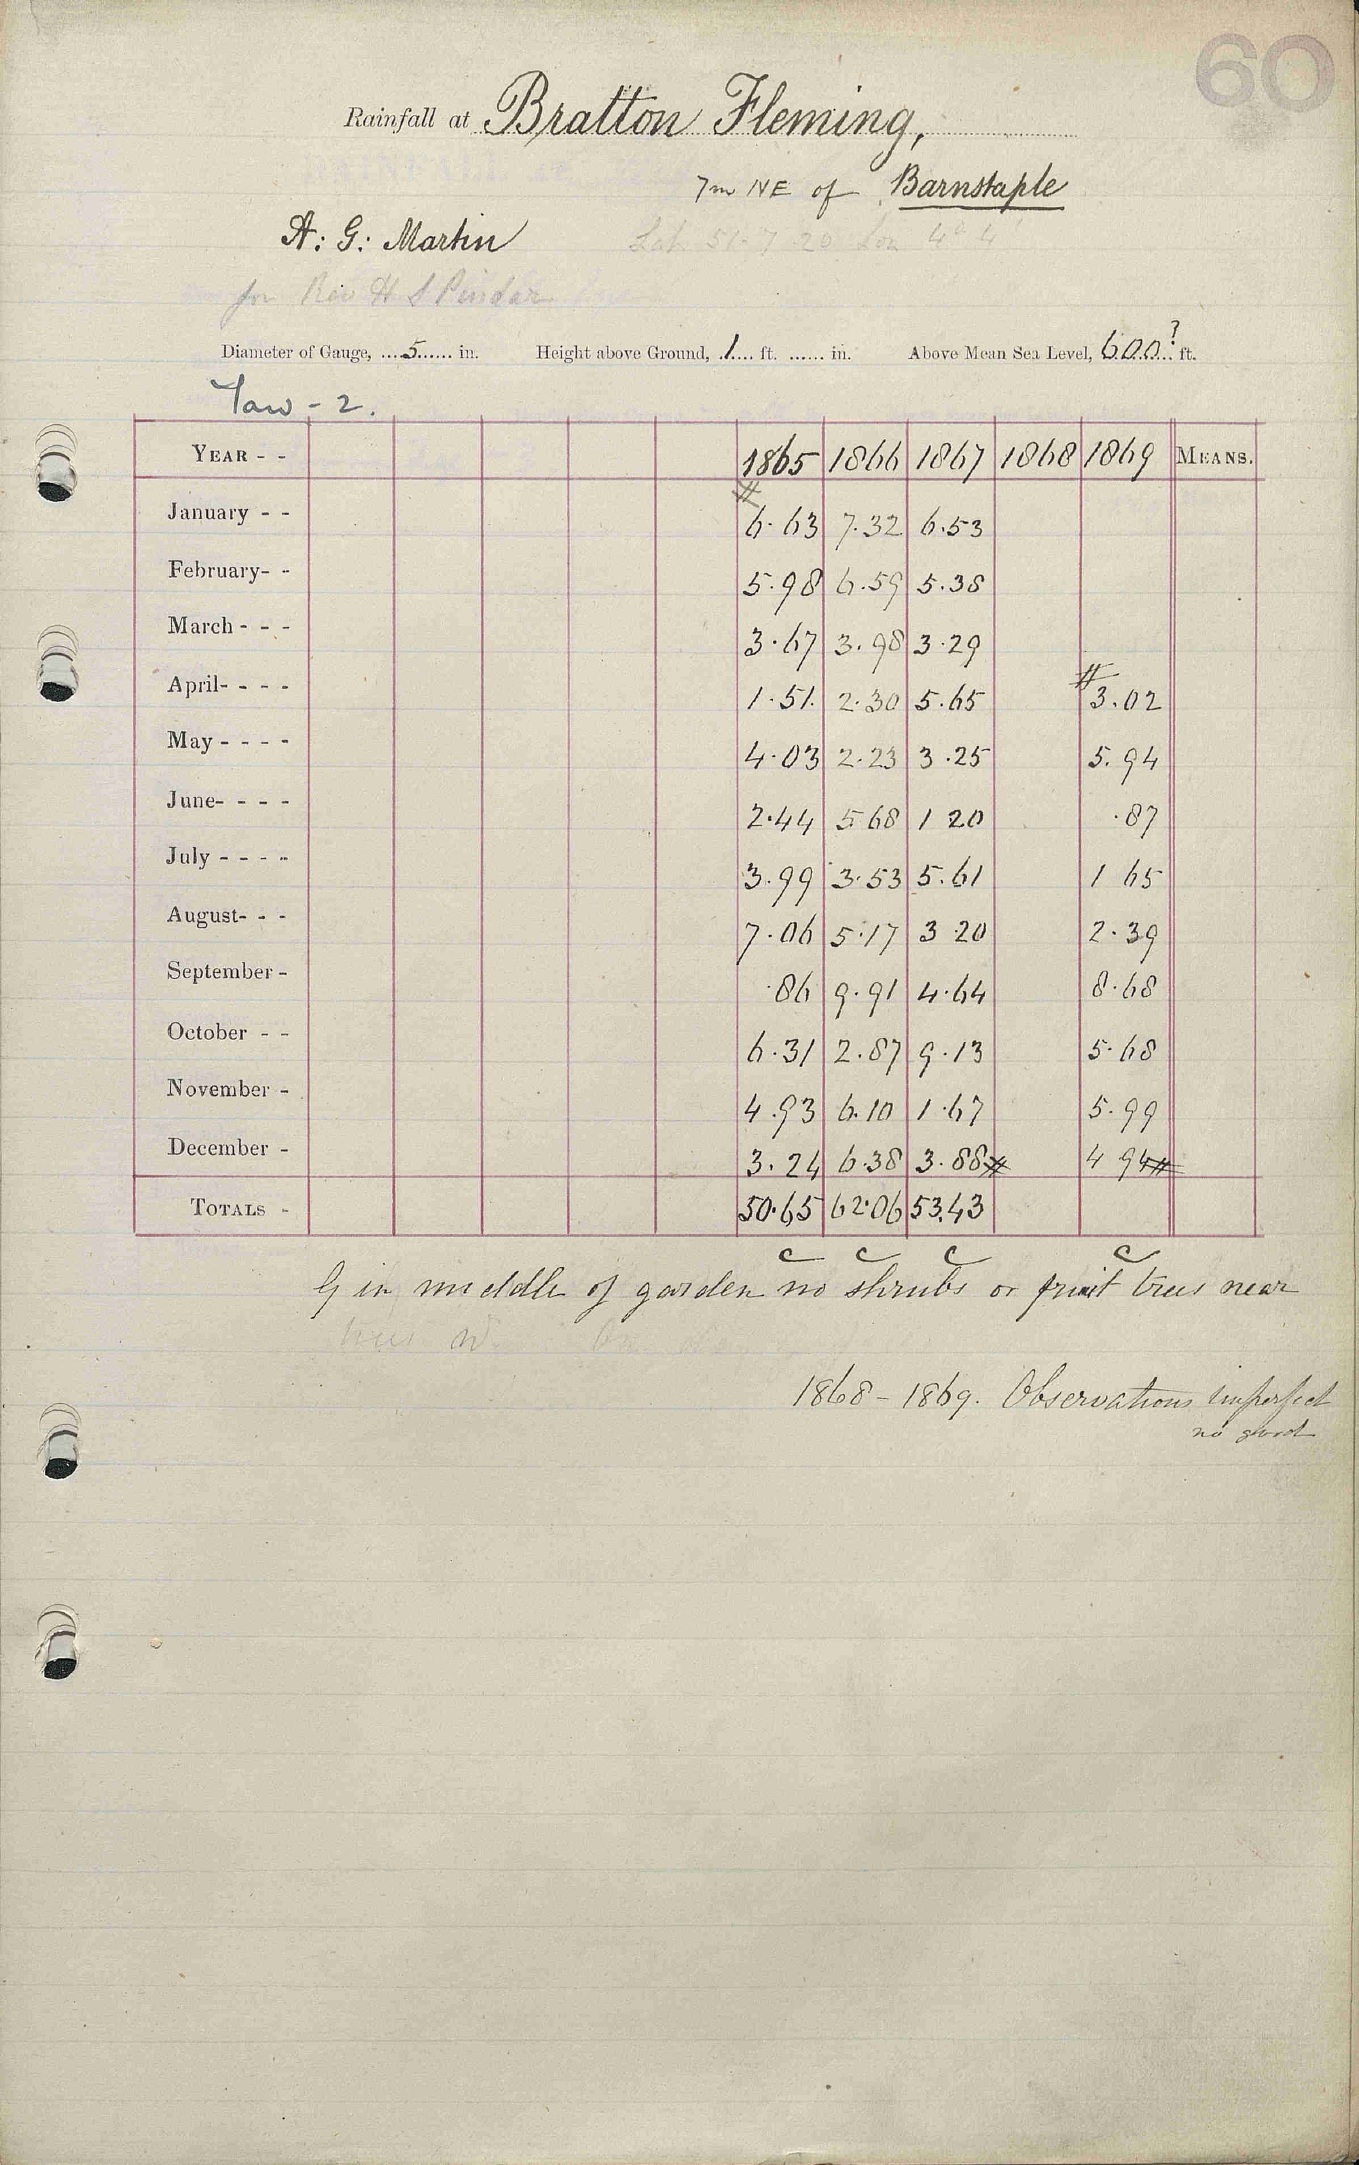 60
Rainfall at Bratton Fleming,
7m NE of Barnstaple
A: G: Martin Lat 51.7.20 Lon 4° 4'
for Rev H S Pindar
Diameter of Gauge, 5 in. Height above Ground, 1 ft. in. Above Mean Sea Level, 600? ft.
Taw - 2.
YEAR - - 1865 1866 1867 1868 1869 MEANS.
January - - # 6.63 7.32 6.53
February- - 5.98 6.59 5.38
March - - - 3.67 3.98 3.29
April- - - - 1.51 2.30 5.65 # 3.02
May - - - - 4.03 2.23 3.25 5.94
June- - - - 2.44 5 68 1 20 .87
July - - - - 3.99 3.53 5.61 1 65
August- - - 7.06 5.17 3 20 2.39
September - .86 9.91 4.64 8.68
October - - 6.31 2.87 9.13 5.68
November - 4.93 6.10 1.67 5.99
December - 3.24 6.38 3.88# 4 94#
TOTALS - 50.65 62.06 53.43
c c c c
G in middle of garden no shrubs or fruit trees near
1868 - 1869. Observations imperfect
no good